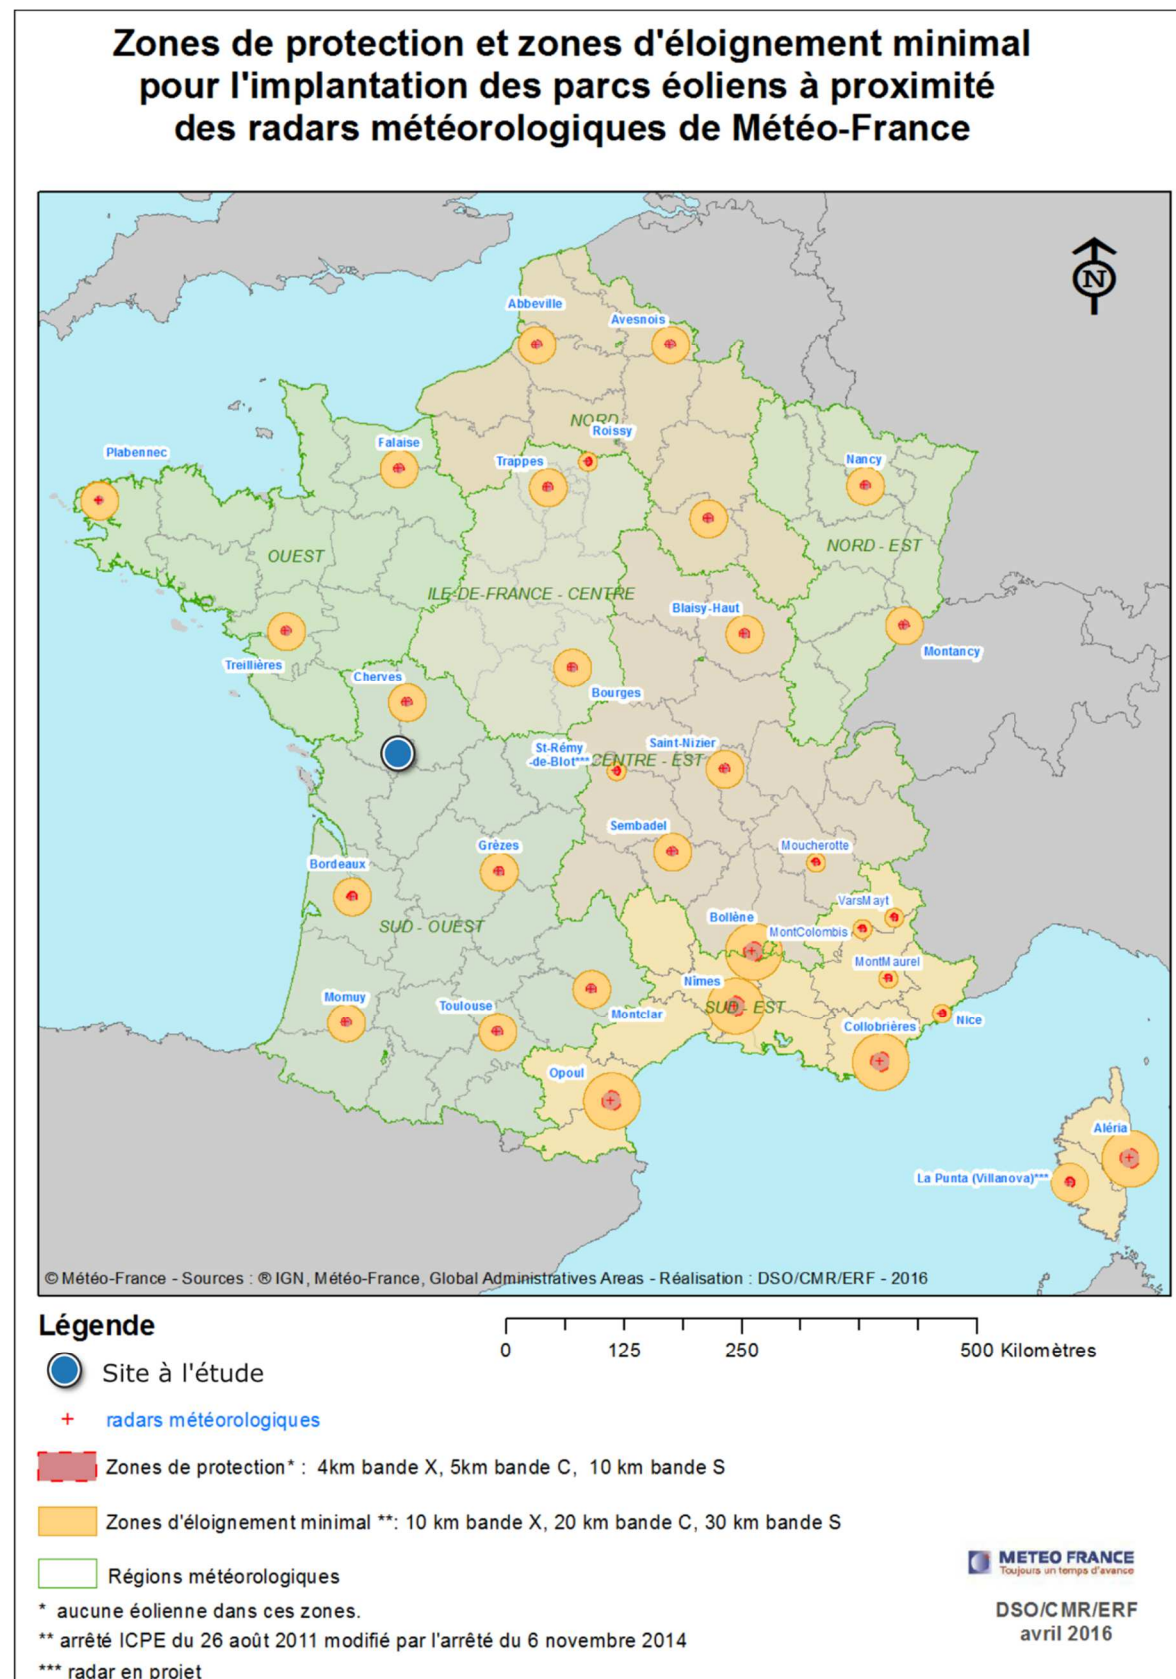 Zones de protection et zones d'éloignement minimal
pour l'implantation des parcs éoliens à proximité
des radars météorologiques de Météo-France
N
Abbeville
Avesnois
NORD
Roissy
Plabennec
Falaise
Trappes
Nancy
OUEST
NORD - EST
ILE-DE-FRANCE - CENTRE
Blaisy-Haut
Treillières
Montancy
Cherves
Bourges
St-Rémy
-de-Blot***
CENTRE - EST
Saint-Nizier
Sembadel
Moucherotte
Grèzes
Bordeaux
VarsMayt
Bollène
SUD - OUEST
MontColombis
MontMaurel
Nîmes
Momuy
Toulouse
Montclar
SUD - EST
Nice
Collobrières
Opoul
Aléria
La Punta (Villanova)***
© Météo-France - Sources : ® IGN, Météo-France, Global Administratives Areas - Réalisation : DSO/CMR/ERF - 2016
Légende
0 125 250 500 Kilomètres
Site à l'étude
radars météorologiques
Zones de protection* : 4km bande X, 5km bande C, 10 km bande S
Zones d'éloignement minimal **: 10 km bande X, 20 km bande C, 30 km bande S
Régions météorologiques
METEO FRANCE
Toujours un temps d'avance
* aucune éolienne dans ces zones.
DSO/CMR/ERF
avril 2016
** arrêté ICPE du 26 août 2011 modifié par l'arrêté du 6 novembre 2014
*** radar en projet